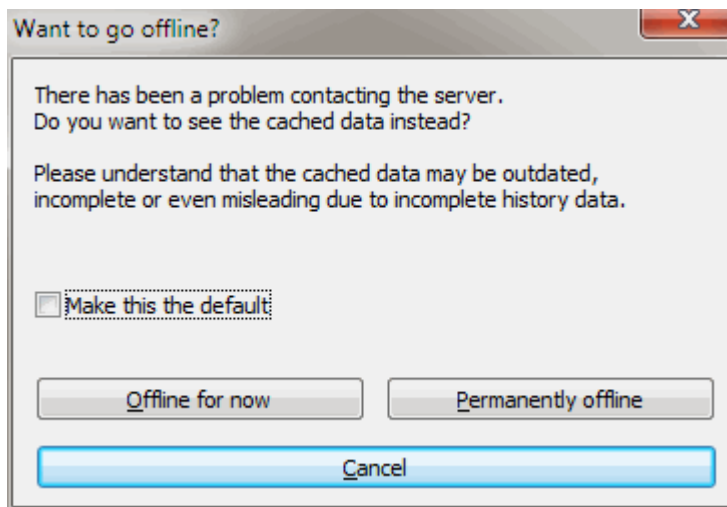 Want to go offline?
There has been a problem contacting the server.
Do you want to see the cached data instead?
Please understand that the cached data may be outdated,
incomplete or even misleading due to incomplete history data.
Make this the default
Offline for now
Permanently offline
Cancel